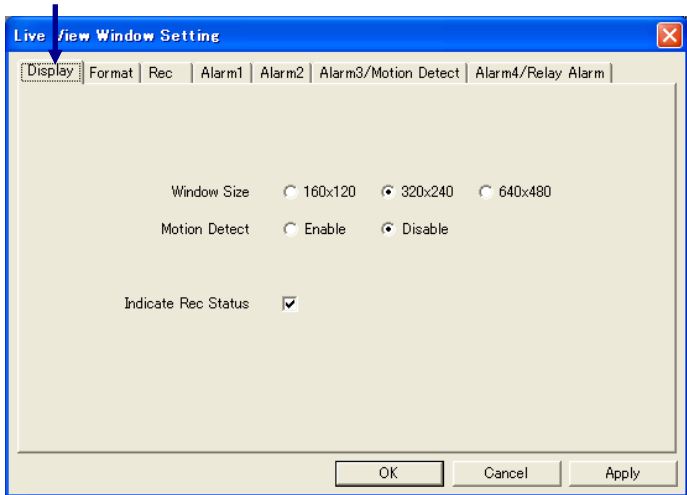 Live View Window Setting
Display Format Rec Alarm1 Alarm2 Alarm3/Motion Detect Alarm4/Relay Alarm
Window Size 160x120 320x240 640x480
Motion Detect Enable Disable
Indicate Rec Status
OK Cancel Apply